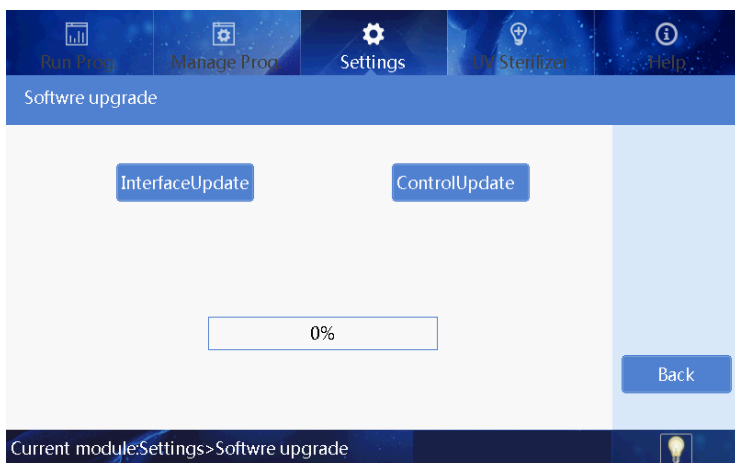 Run Prog. Manage Prog. Settings UV Sterilizer Help
Softwre upgrade
InterfaceUpdate ControlUpdate
0%
Back
Current module:Settings>Softwre upgrade